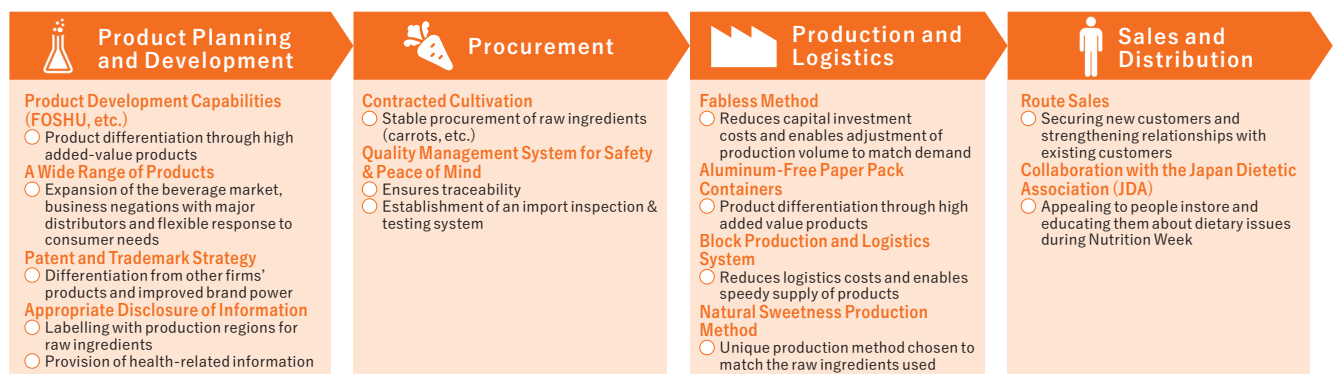 Product Planning
and Development
Product Development Capabilities
(FOSHU, etc.)
Product differentiation through high
added-value products
A Wide Range of Products
Expansion of the beverage market,
business negations with major
distributors and flexible response to
consumer needs
Patent and Trademark Strategy
Differentiation from other firms'
products and improved brand power
Appropriate Disclosure of Information
Labelling with production regions for
raw ingredients
Provision of health-related information
Procurement
Contracted Cultivation
Stable procurement of raw ingredients
(carrots, etc.)
Quality Management System for Safety
& Peace of Mind
Ensures traceability
Establishment of an import inspection &
testing system
Production and
Logistics
Fabless Method
Reduces capital investment
costs and enables adjustment of
production volume to match demand
Aluminum-Free Paper Pack
Containers
Product differentiation through high
added value products
Block Production and Logistics
System
Reduces logistics costs and enables
speedy supply of products
Natural Sweetness Production
Method
Unique production method chosen to
match the raw ingredients used
Sales and
Distribution
Route Sales
Securing new customers and
strengthening relationships with
existing customers
Collaboration with the Japan Dietetic
Association (JDA)
Appealing to people instore and
educating them about dietary issues
during Nutrition Week